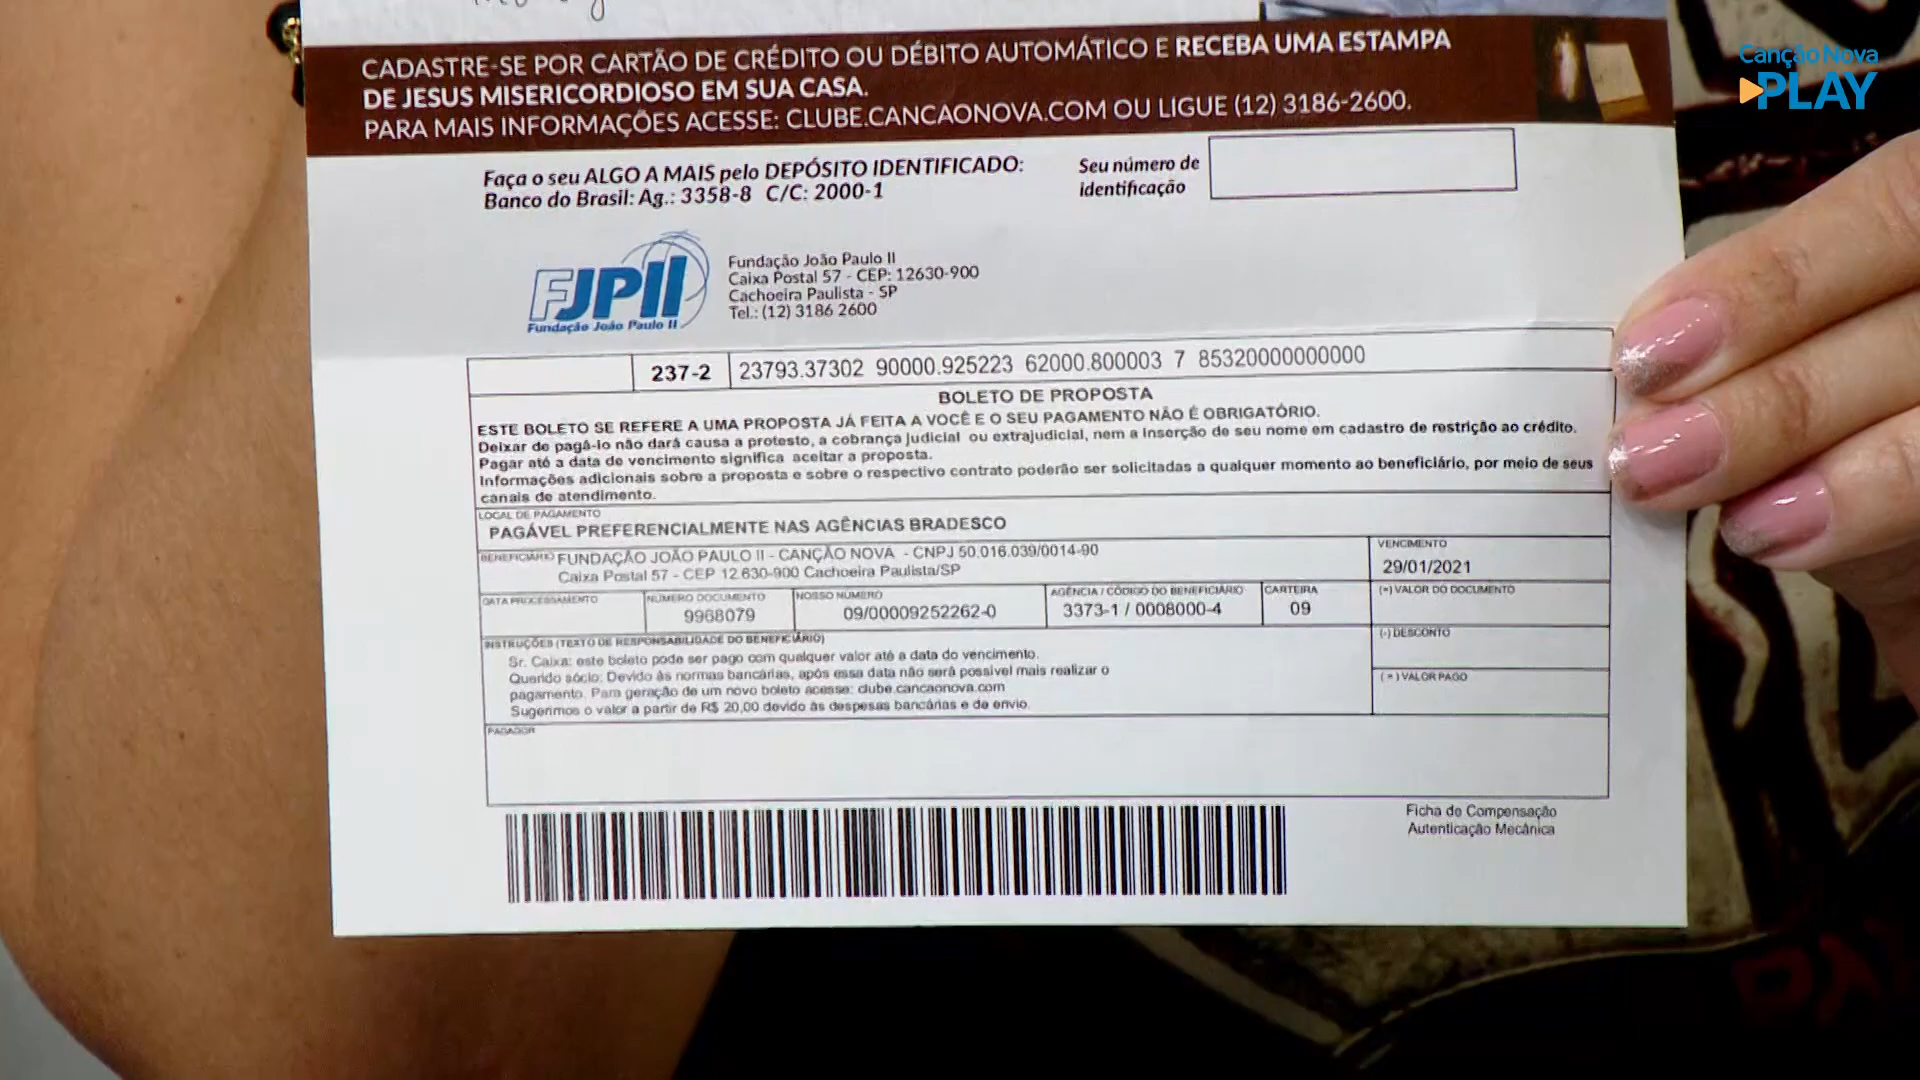 CançãoNova
PLAY
CADASTRE-SE POR CARTÃO DE CRÉDITO OU DÉBITO AUTOMÁTICO E RECEBA UMA ESTAMPA
DE JESUS MISERICORDIOSO EM SUA CASA.
PARA MAIS INFORMAÇÕES ACESSE: CLUBE.CANCAONOVA.COM OU LIGUE (12) 3186-2600.
Faça o seu ALGO A MAIS pelo DEPÓSITO IDENTIFICADO:
Banco do Brasil: Ag.: 3358-8 C/C: 2000-1
Seu número de
identificação
FJPII
Fundação João Paulo II
Fundação João Paulo II
Caixa Postal 57 - CEP: 12630-900
Cachoeira Paulista - SP
Tel.: (12) 3186 2600
237-2 23793.37302 90000.925223 62000.800003 7 85320000000000
BOLETO DE PROPOSTA
ESTE BOLETO SE REFERE A UMA PROPOSTA JÁ FEITA A VOCÊ E O SEU PAGAMENTO NÃO É OBRIGATÓRIO.
Deixar de pagá-lo não dará causa a protesto, a cobrança judicial ou extrajudicial, nem a inserção de seu nome em cadastro de restrição ao crédito.
Pagar até a data de vencimento significa aceitar a proposta.
Informações adicionais sobre a proposta e sobre o respectivo contrato poderão ser solicitadas a qualquer momento ao beneficiário, por meio de seus
canais de atendimento.
LOCAL DE PAGAMENTO
PAGÁVEL PREFERENCIALMENTE NAS AGÊNCIAS BRADESCO
BENEFICIÁRIO FUNDAÇÃO JOÃO PAULO II - CANÇÃO NOVA - CNPJ 50.016.039/0014-90
Caixa Postal 57 - CEP 12.630-900 Cachoeira Paulista/SP
VENCIMENTO
29/01/2021
DATA PROCESSAMENTO
NÚMERO DOCUMENTO
9968079
NOSSO NÚMERO
09/00009252262-0
AGÊNCIA / CÓDIGO DO BENEFICIÁRIO
3373-1 / 0008000-4
CARTEIRA
09
(=) VALOR DO DOCUMENTO
INSTRUÇÕES (TEXTO DE RESPONSABILIDADE DO BENEFICIÁRIO)
Sr. Caixa: este boleto pode ser pago com qualquer valor até a data do vencimento.
Querido sócio: Devido às normas bancárias, após essa data não será possível mais realizar o
pagamento. Para geração de um novo boleto acesse: clube.cancaonova.com
Sugerimos o valor a partir de R$ 20,00 devido às despesas bancárias e de envio.
(-) DESCONTO
(=) VALOR PAGO
PAGADOR
Ficha de Compensação
Autenticação Mecânica